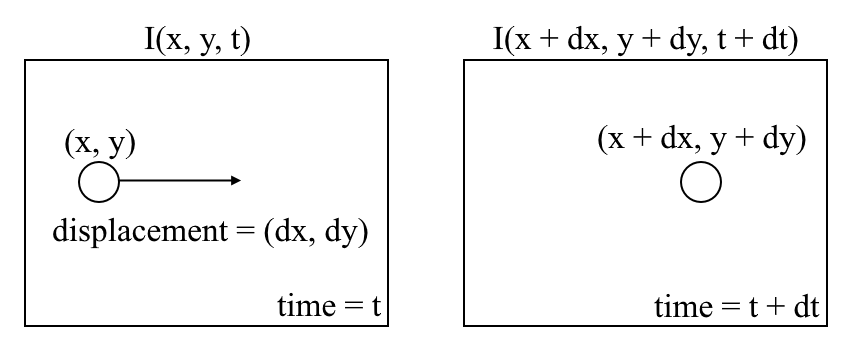 I(x, y, t)
(x, y)
displacement = (dx, dy)
time = t
I(x + dx, y + dy, t + dt)
(x + dx, y + dy)
time = t + dt